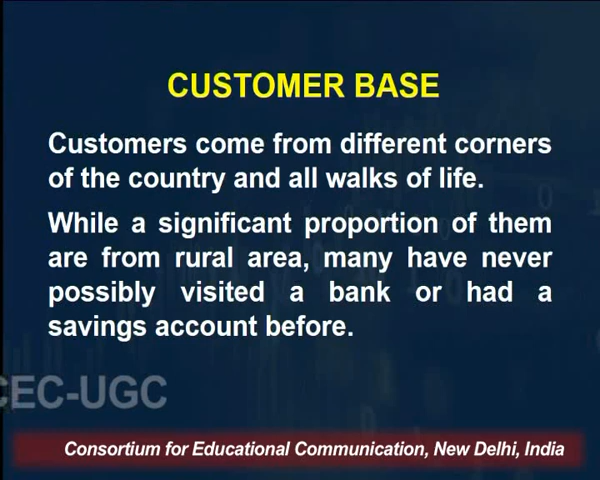 CUSTOMER BASE
Customers come from different corners
of the country and all walks of life.
While a significant proportion of them
are from rural area, many have never
possibly visited a bank or had a
savings account before.
CEC-UGC
Consortium for Educational Communication, New Delhi, India